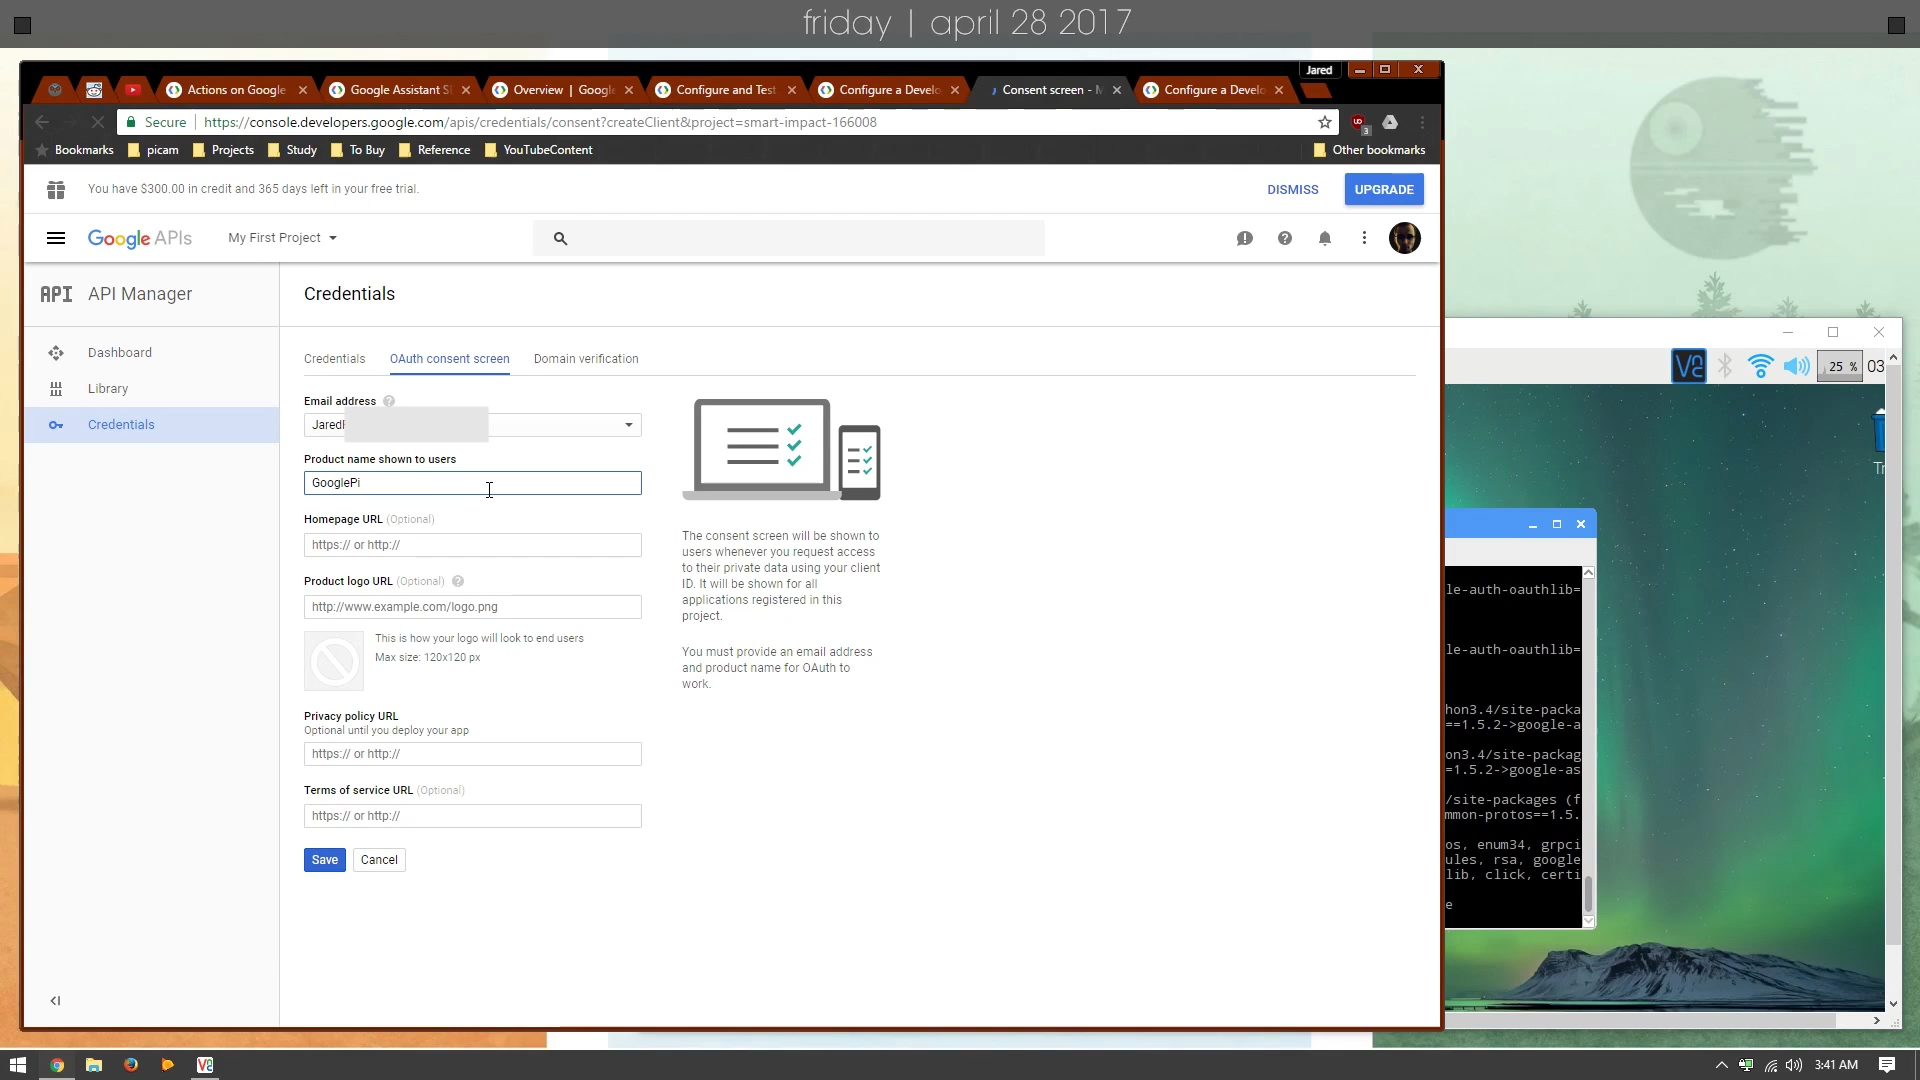 friday | april 28 2017
Jared
Actions on Google
Google Assistant S
Overview | Google
Configure and Test
Configure a Develo
Consent screen - M
Configure a Develo
Secure
https://console.developers.google.com/apis/credentials/consent?createClient&project=smart-impact-166008
3
Bookmarks
picam
Projects
Study
To Buy
Reference
YouTubeContent
Other bookmarks
You have $300.00 in credit and 365 days left in your free trial.
DISMISS
UPGRADE
Google APIs
My First Project
API
API Manager
Credentials
Dashboard
Library
Credentials
Credentials
OAuth consent screen
Domain verification
Email address
Jared
Product name shown to users
GooglePi
Homepage URL (Optional)
https:// or http://
Product logo URL (Optional)
http://www.example.com/logo.png
This is how your logo will look to end users
Max size: 120x120 px
Privacy policy URL
Optional until you deploy your app
https:// or http://
Terms of service URL (Optional)
https:// or http://
Save
Cancel
The consent screen will be shown to
users whenever you request access
to their private data using your client
ID. It will be shown for all
applications registered in this
project.
You must provide an email address
and product name for OAuth to
work.
25 %
03
Tr
le-auth-oauthlib=
le-auth-oauthlib=
hon3.4/site-packa
==1.5.2->google-a
on3.4/site-packag
=1.5.2->google-as
/site-packages (f
mmon-protos==1.5.
os, enum34, grpci
ules, rsa, google
lib, click, certi
e
3:41 AM